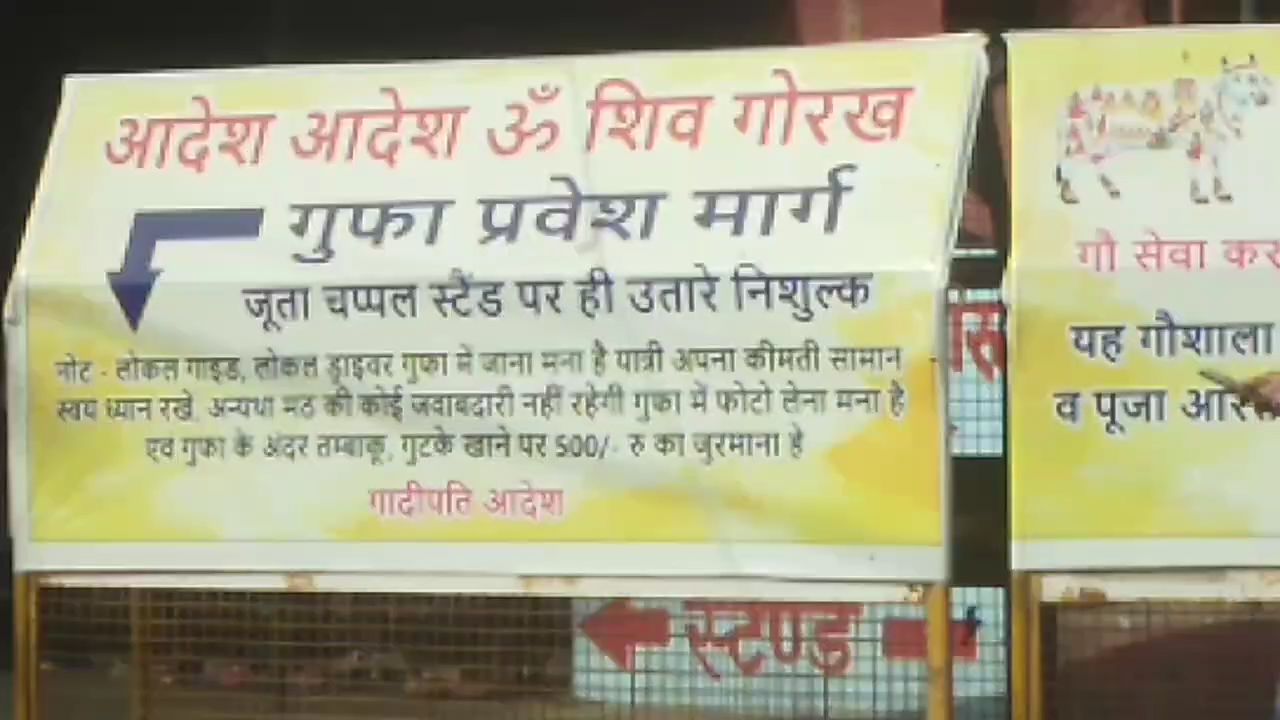 आदेश आदेश ॐ शिव गोरख
गुफा प्रवेश मार्ग
जूता चप्पल स्टैंड पर ही उतारे निशुल्क
नोट - लोकल गाइड, लोकल ड्राइवर गुफा में जाना मना है यात्री अपना कीमती सामान
स्वयं ध्यान रखे, अन्यथा मठ की कोई जवाबदारी नहीं रहेगी गुफा में फोटो लेना मना है
एवं गुफा के अंदर तम्बाकू, गुटके खाने पर 500/- रु का जुरमाना है
गादीपति आदेश
स्टण्ड
गौ सेवा कर
यह गौशाला
व पूजा